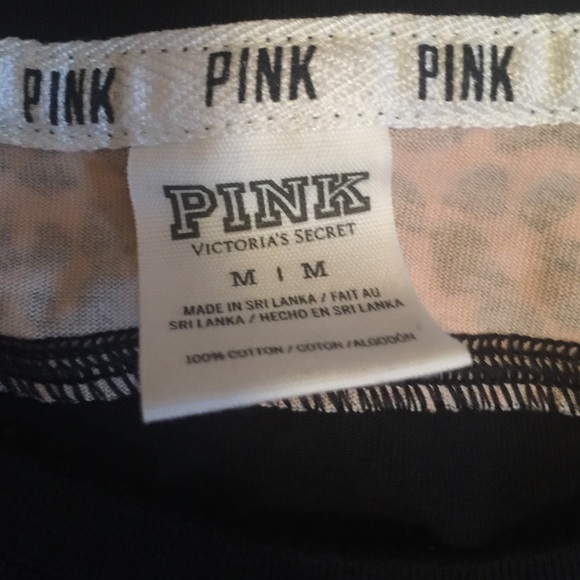 PINK PINK PINK
PINK
VICTORIA'S SECRET
M | M
MADE IN SRI LANKA / FAIT AU
SRI LANKA / HECHO EN SRI LANKA
100% COTTON / COTON / ALGODÓN